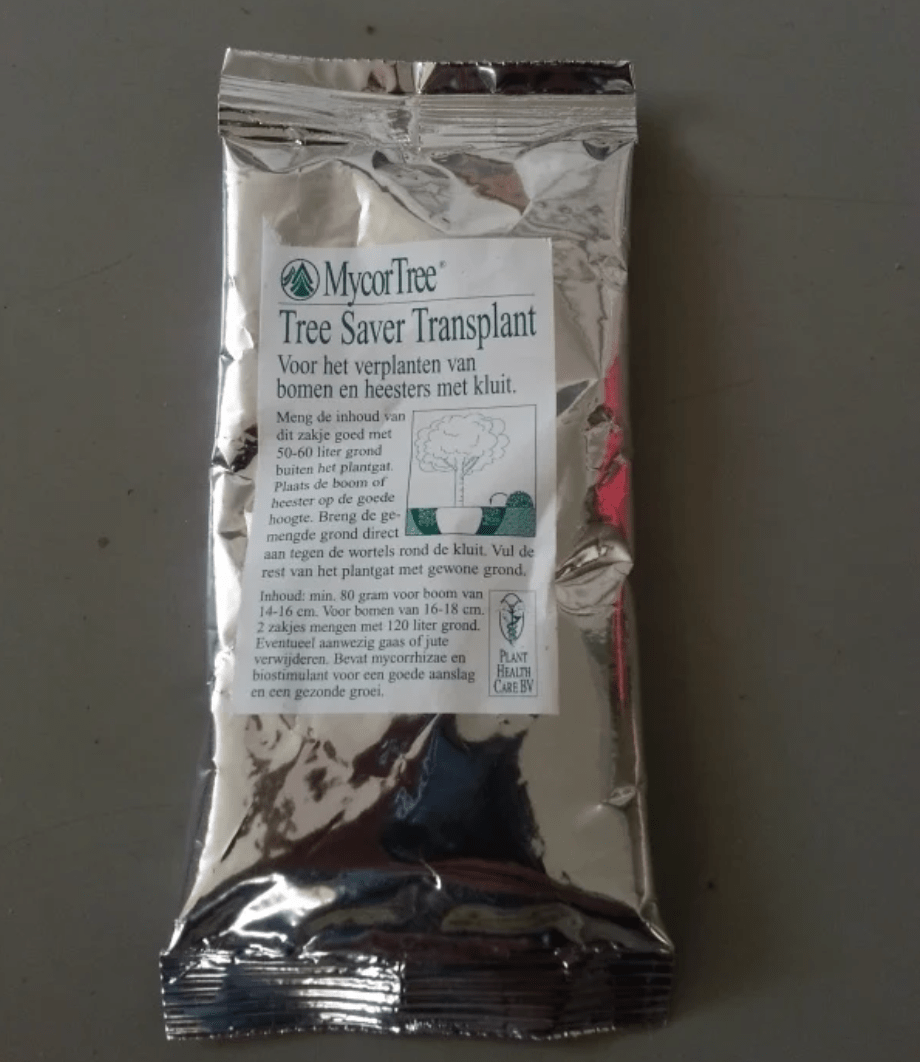 MycorTree®
Tree Saver Transplant
Voor het verplanten van
bomen en heesters met kluit.
Meng de inhoud van
dit zakje goed met
50-60 liter grond
buiten het plantgat.
Plaats de boom of
heester op de goede
hoogte. Breng de ge-
mengde grond direct
aan tegen de wortels rond de kluit. Vul de
rest van het plantgat met gewone grond.
Inhoud: min. 80 gram voor boom van
14-16 cm. Voor bomen van 16-18 cm.
2 zakjes mengen met 120 liter grond.
Eventueel aanwezig gaas of jute
verwijderen. Bevat mycorrhizae en
biostimulant voor een goede aanslag
en een gezonde groei.
PLANT
HEALTH
CARE BV